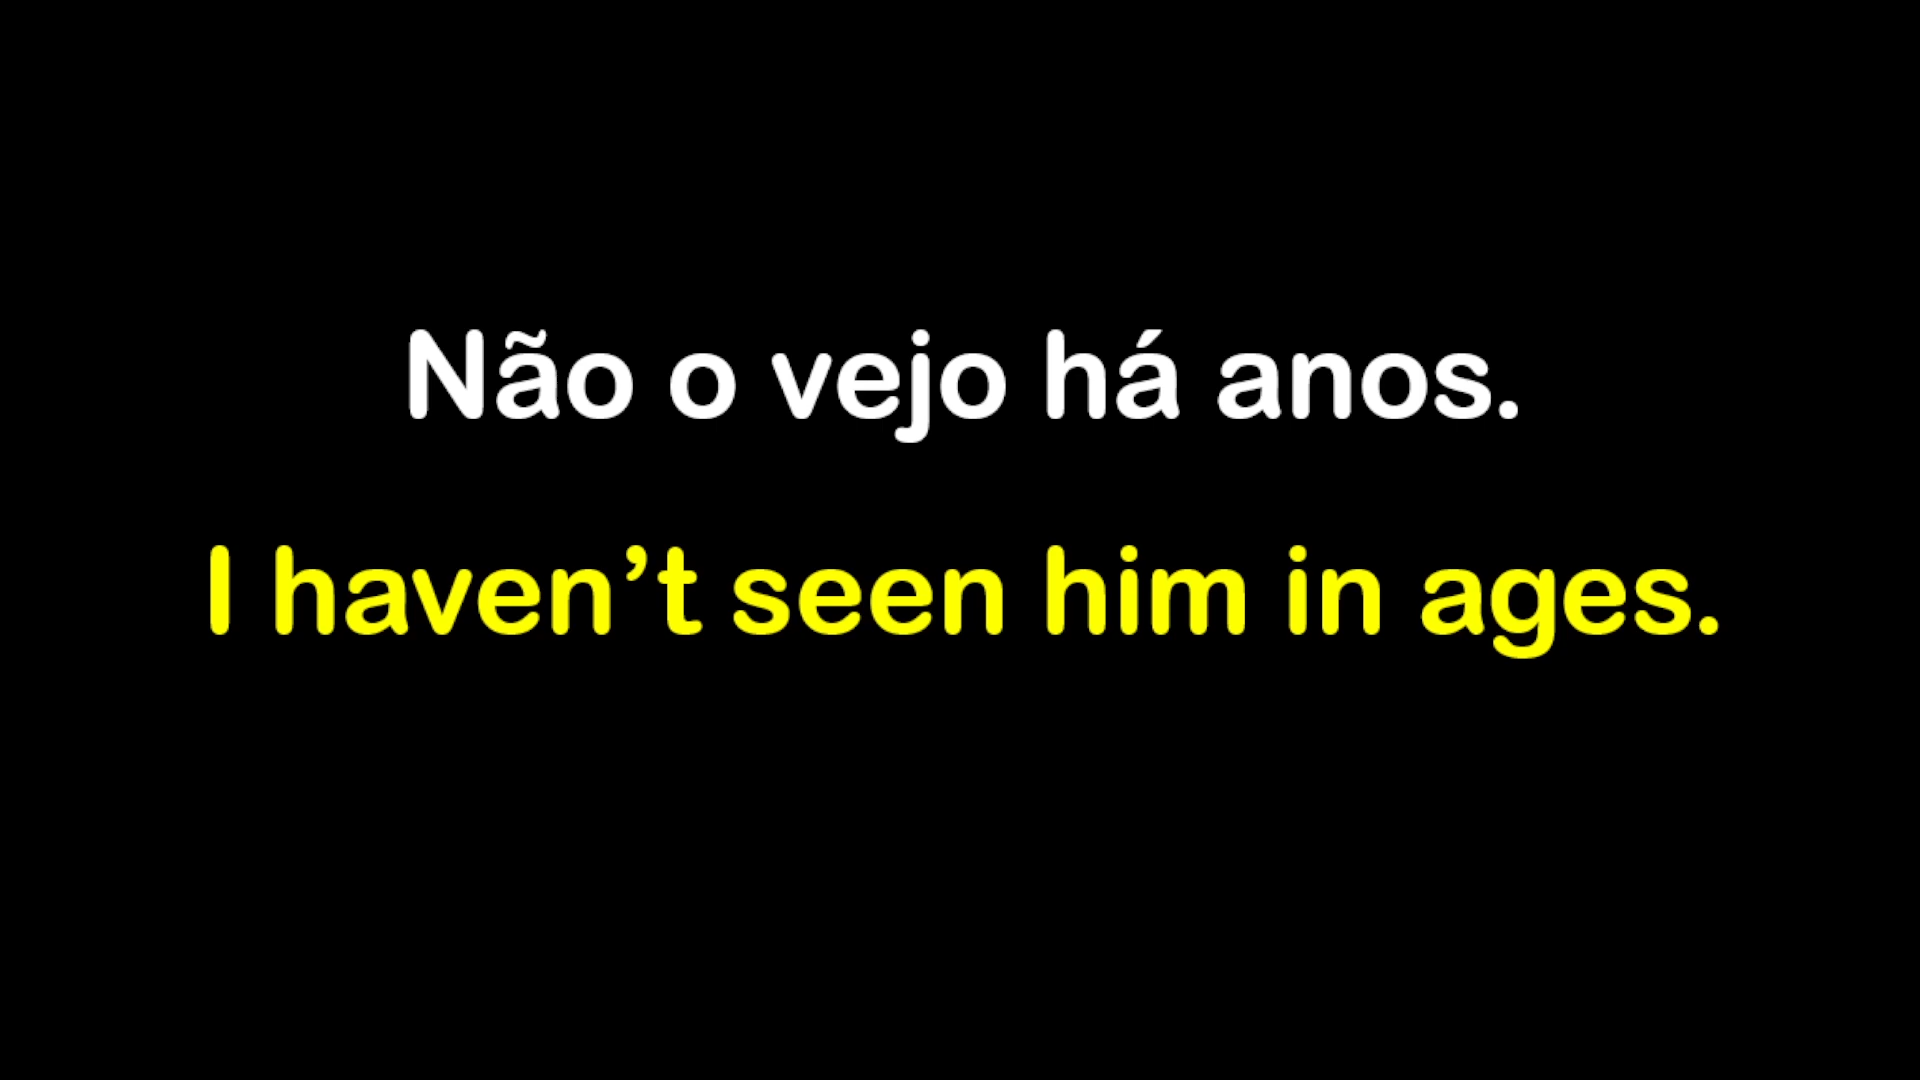 Não o vejo há anos.
I haven’t seen him in ages.